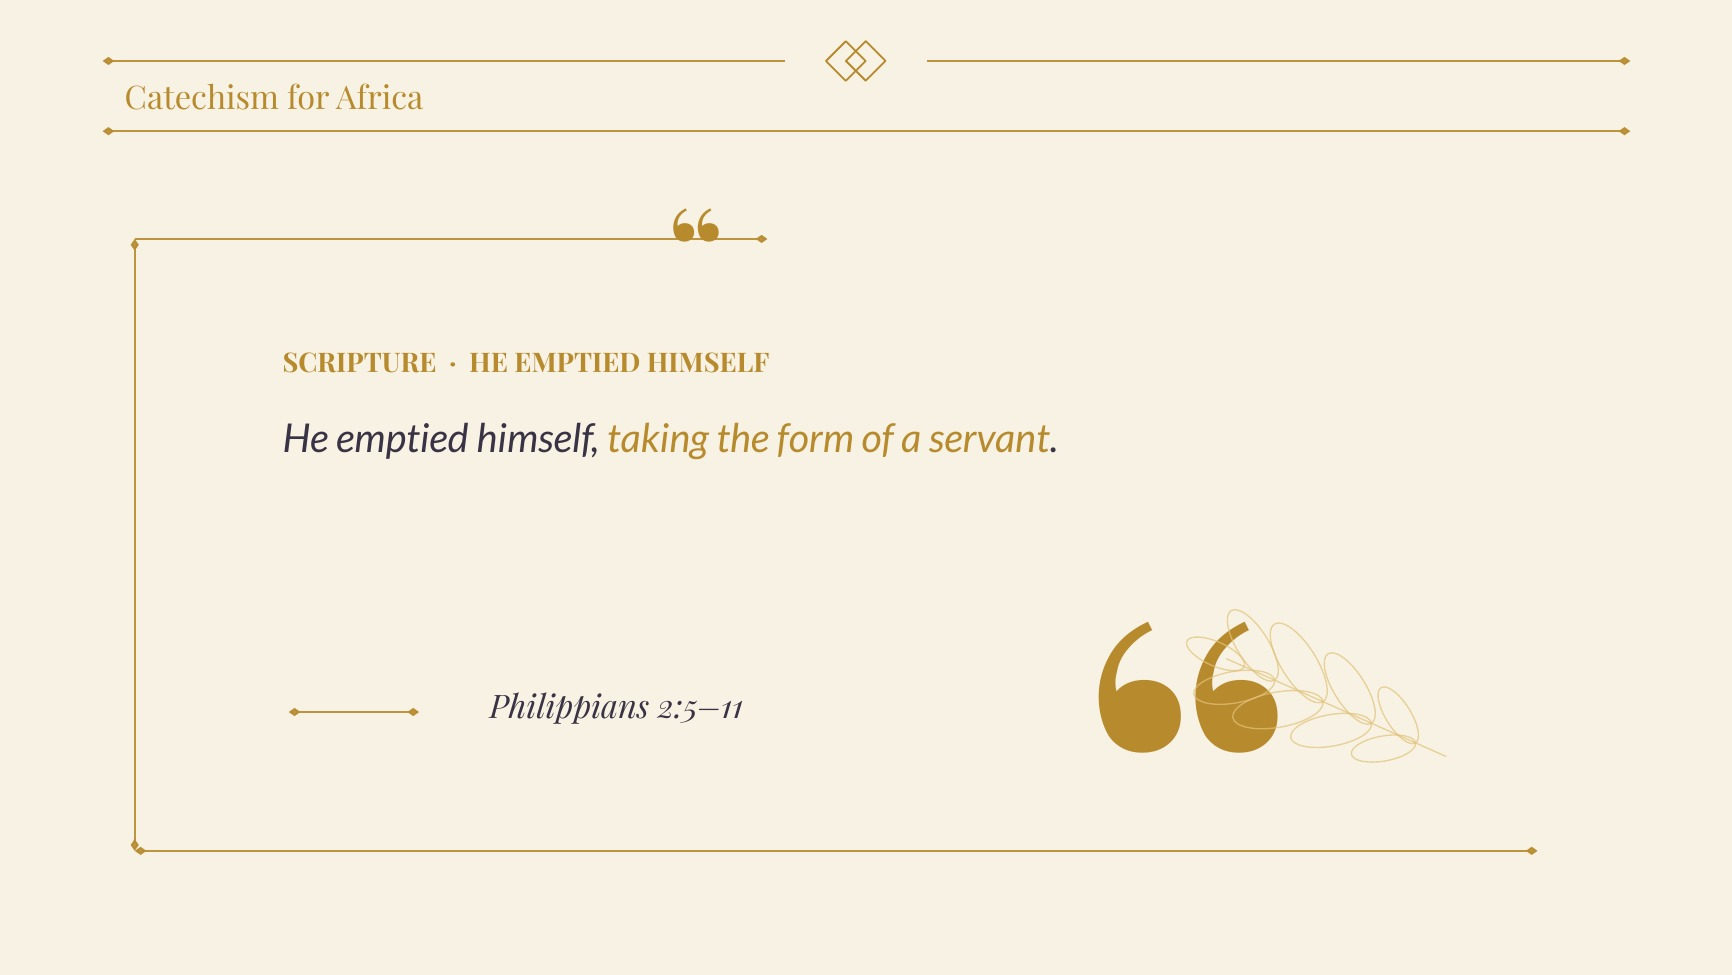 Catechism for Africa
SCRIPTURE · HE EMPTIED HIMSELF
He emptied himself, taking the form of a servant.
Philippians 2:5–11